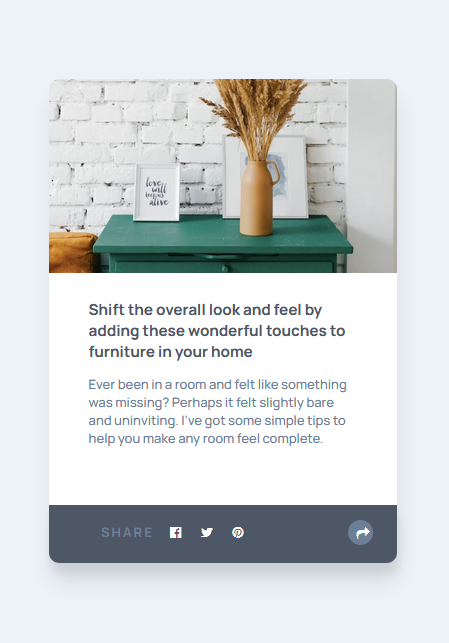 love
will
keep us
alive
Shift the overall look and feel by
adding these wonderful touches to
furniture in your home
Ever been in a room and felt like something
was missing? Perhaps it felt slightly bare
and uninviting. I've got some simple tips to
help you make any room feel complete.
SHARE